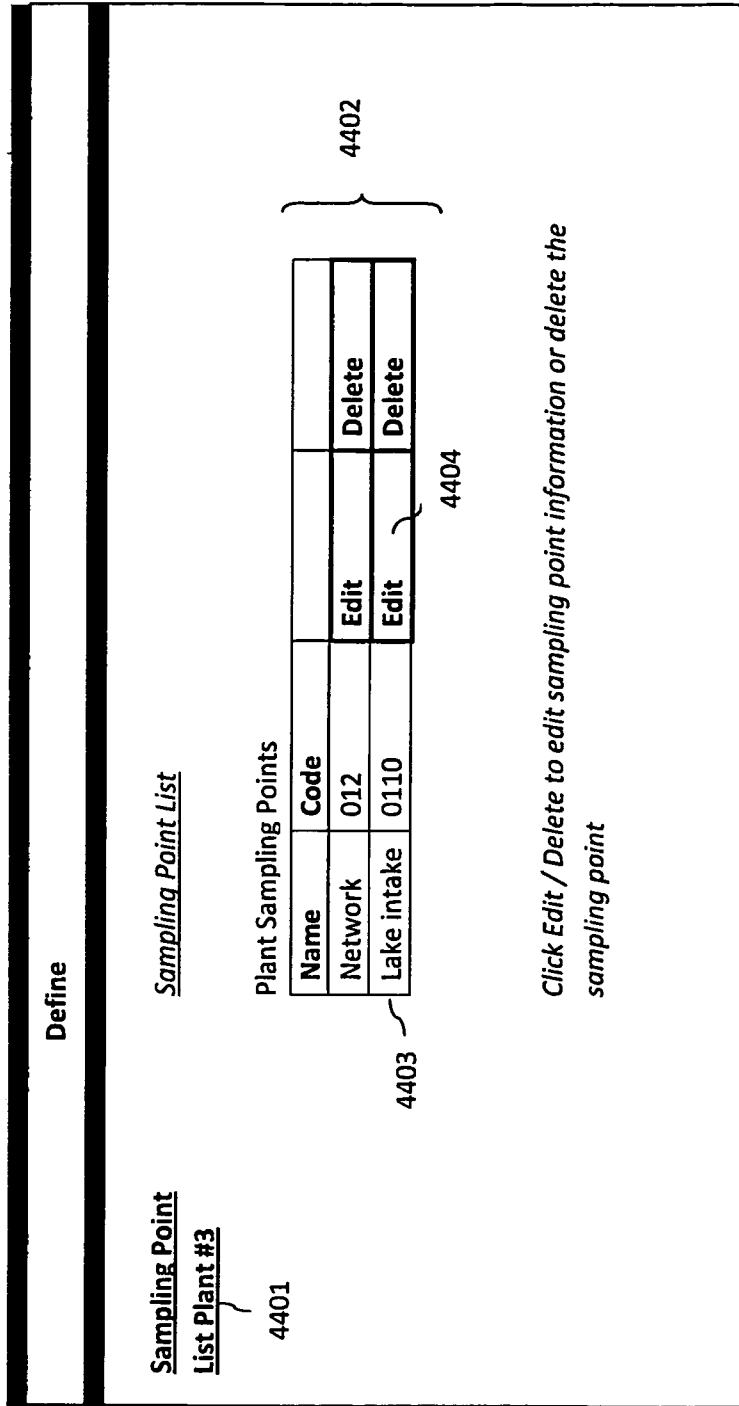 Define
Sampling Point
List Plant #3
4401
Sampling Point List
Plant Sampling Points
Name Code
Network 012 Edit Delete
Lake intake 0110 Edit Delete
4402
4403
4404
Click Edit / Delete to edit sampling point information or delete the
sampling point